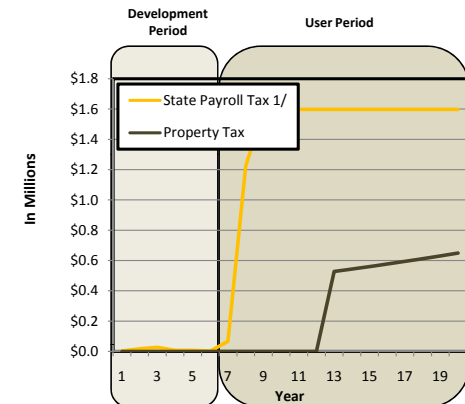 Development
Period
User Period
$1.8
$1.6
$1.4
$1.2
$1.0
$0.8
$0.6
$0.4
$0.2
$0.0
In Millions
State Payroll Tax 1/
Property Tax
1 3 5 7 9 11 13 15 17 19
Year